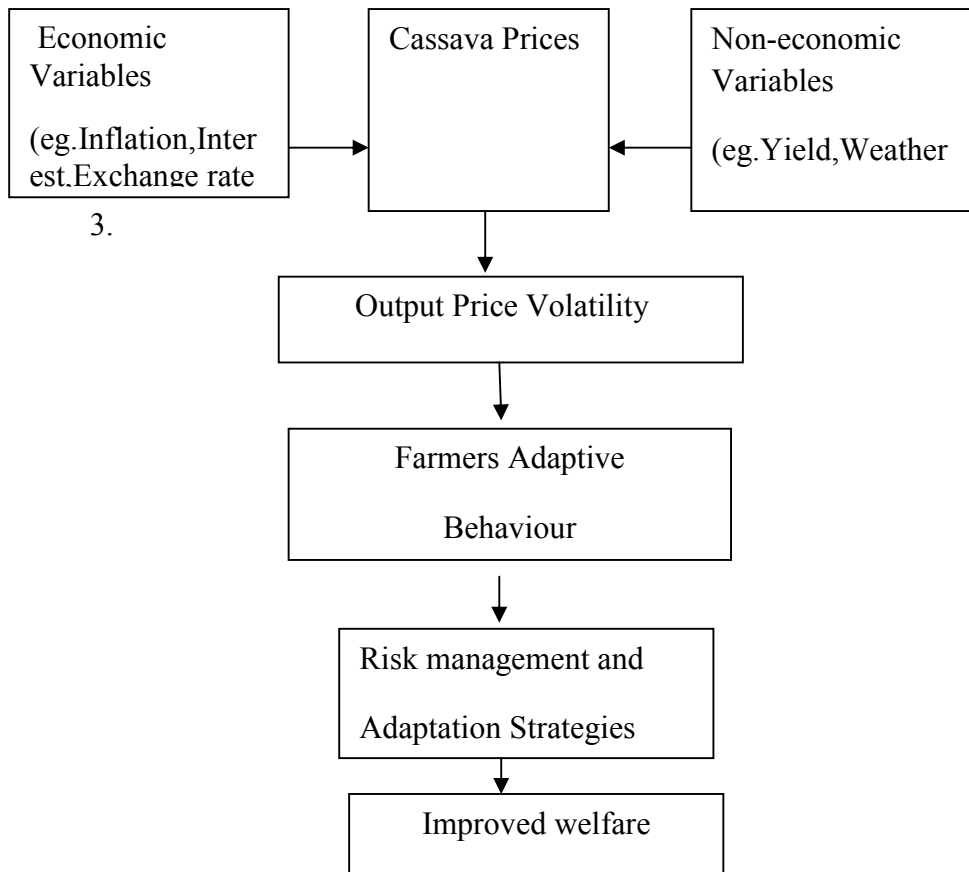 Economic
Variables
(eg.Inflation,Inter
est,Exchange rate
Cassava Prices
Non-economic
Variables
(eg.Yield,Weather
3.
Output Price Volatility
Farmers Adaptive
Behaviour
Risk management and
Adaptation Strategies
Improved welfare